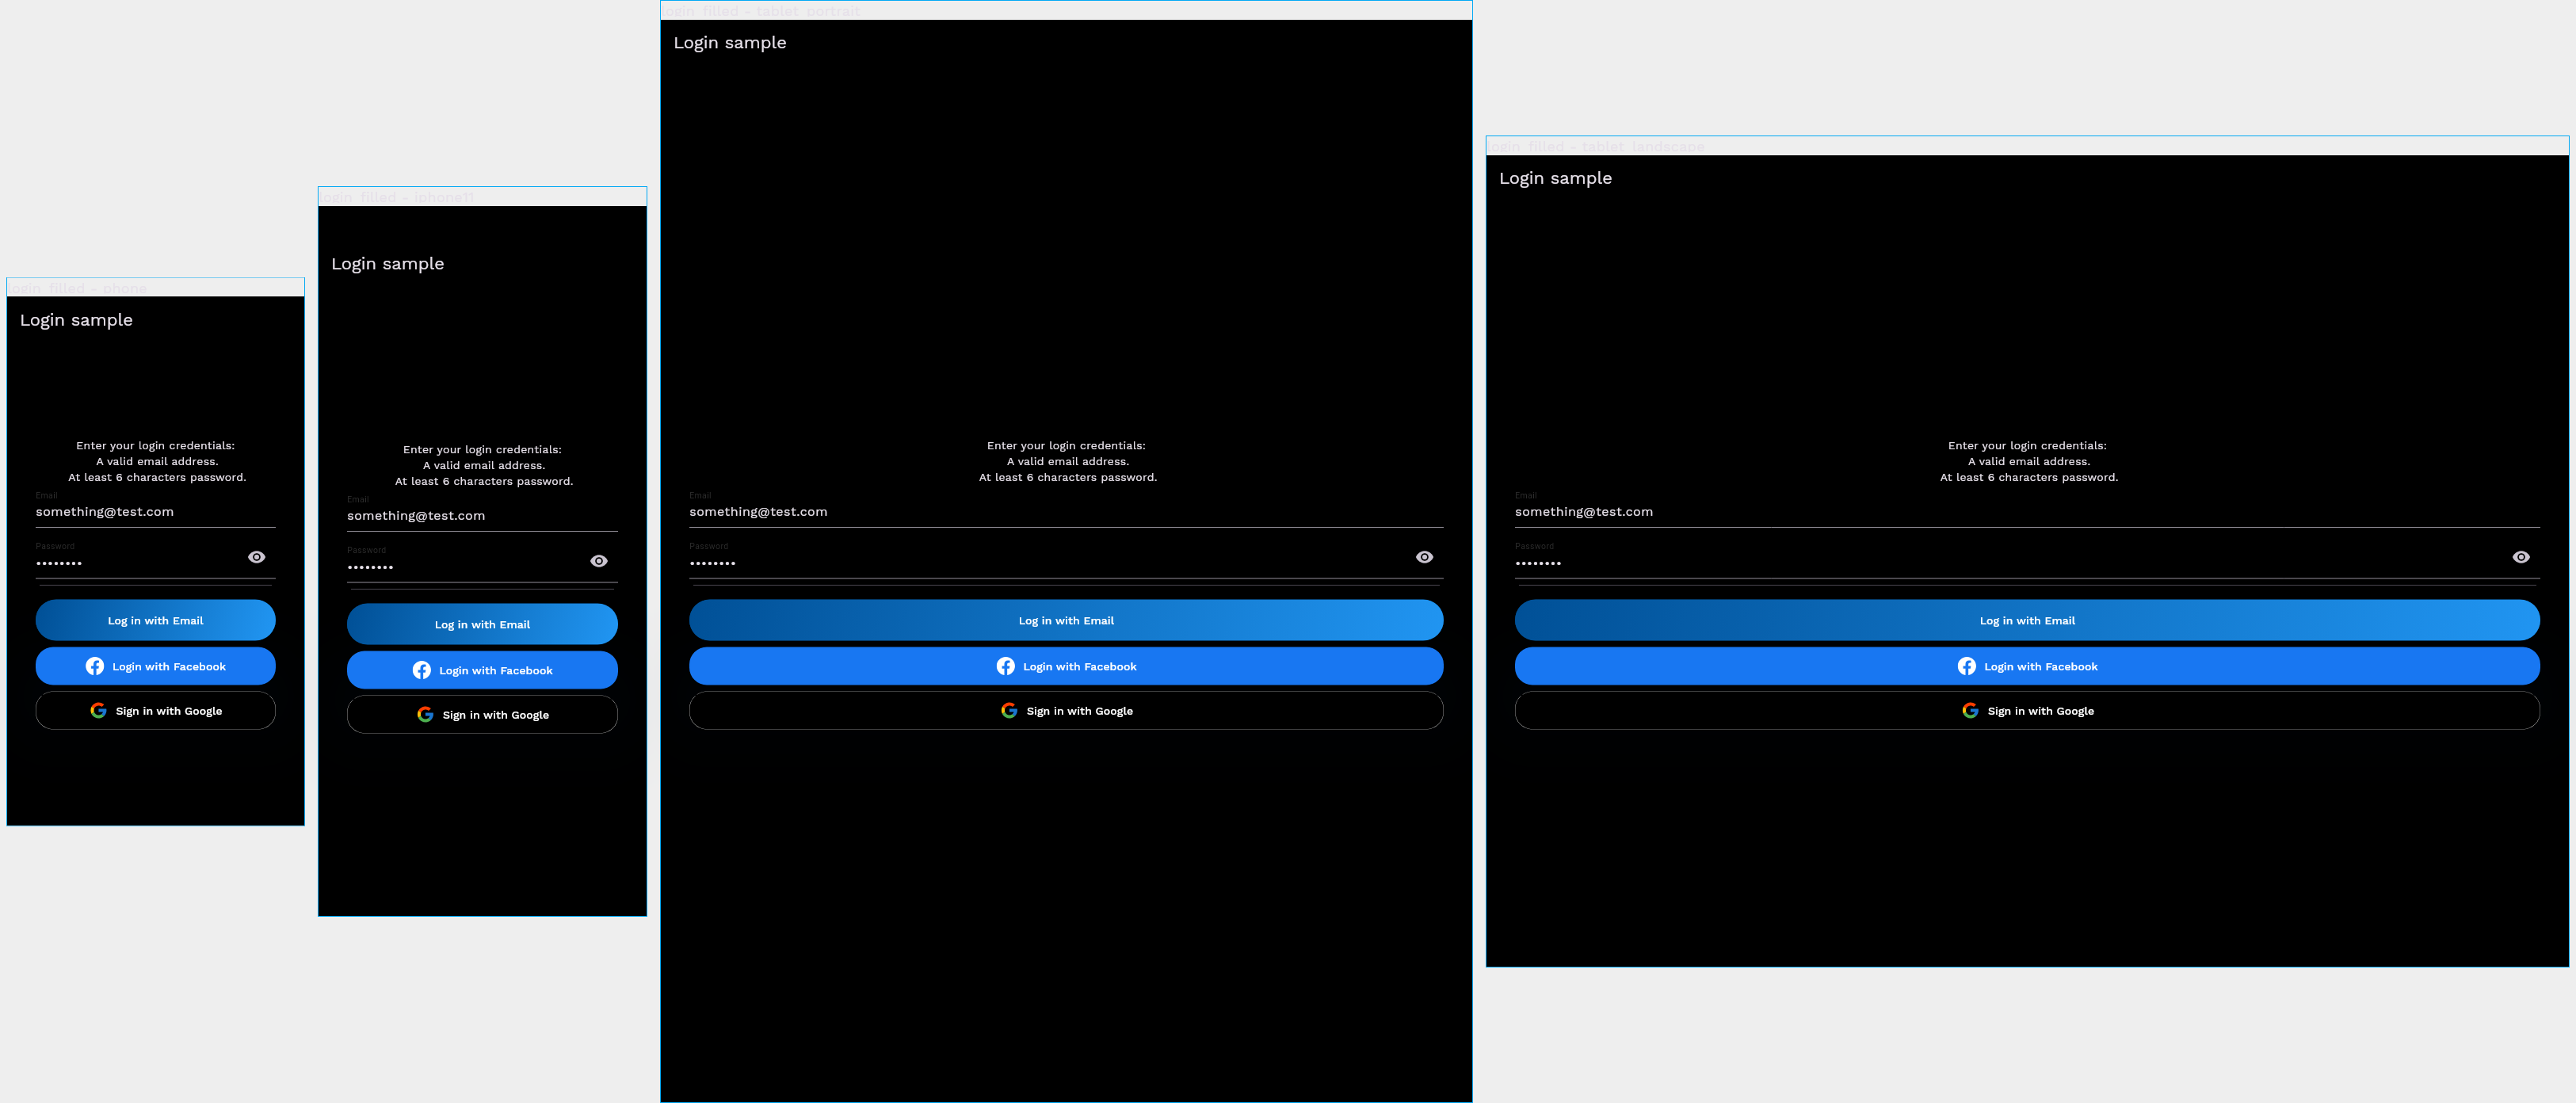 login_filled - phone
Login sample
Enter your login credentials:
A valid email address.
At least 6 characters password.
Email
something@test.com
Password
••••••••
Log in with Email
Login with Facebook
Sign in with Google
login_filled - iphone11
Login sample
Enter your login credentials:
A valid email address.
At least 6 characters password.
Email
something@test.com
Password
••••••••
Log in with Email
Login with Facebook
Sign in with Google
login_filled - tablet_portrait
Login sample
Enter your login credentials:
A valid email address.
At least 6 characters password.
Email
something@test.com
Password
••••••••
Log in with Email
Login with Facebook
Sign in with Google
login_filled - tablet_landscape
Login sample
Enter your login credentials:
A valid email address.
At least 6 characters password.
Email
something@test.com
Password
••••••••
Log in with Email
Login with Facebook
Sign in with Google